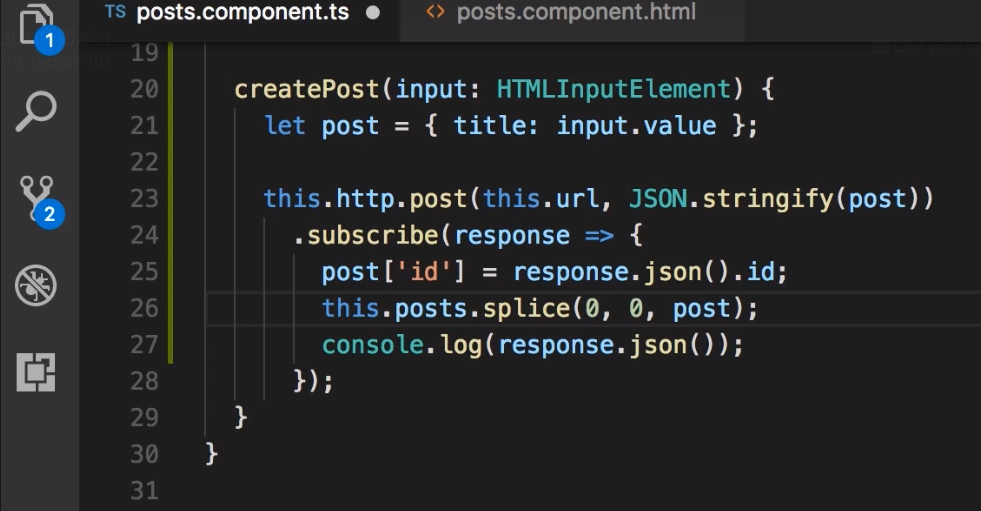 TS posts.component.ts ● <> posts.component.html
1
19
20 createPost(input: HTMLInputElement) {
21 let post = { title: input.value };
22
23 this.http.post(this.url, JSON.stringify(post))
2
24 .subscribe(response => {
25 post['id'] = response.json().id;
26 this.posts.splice(0, 0, post);
27 console.log(response.json());
28 });
29 }
30 }
31